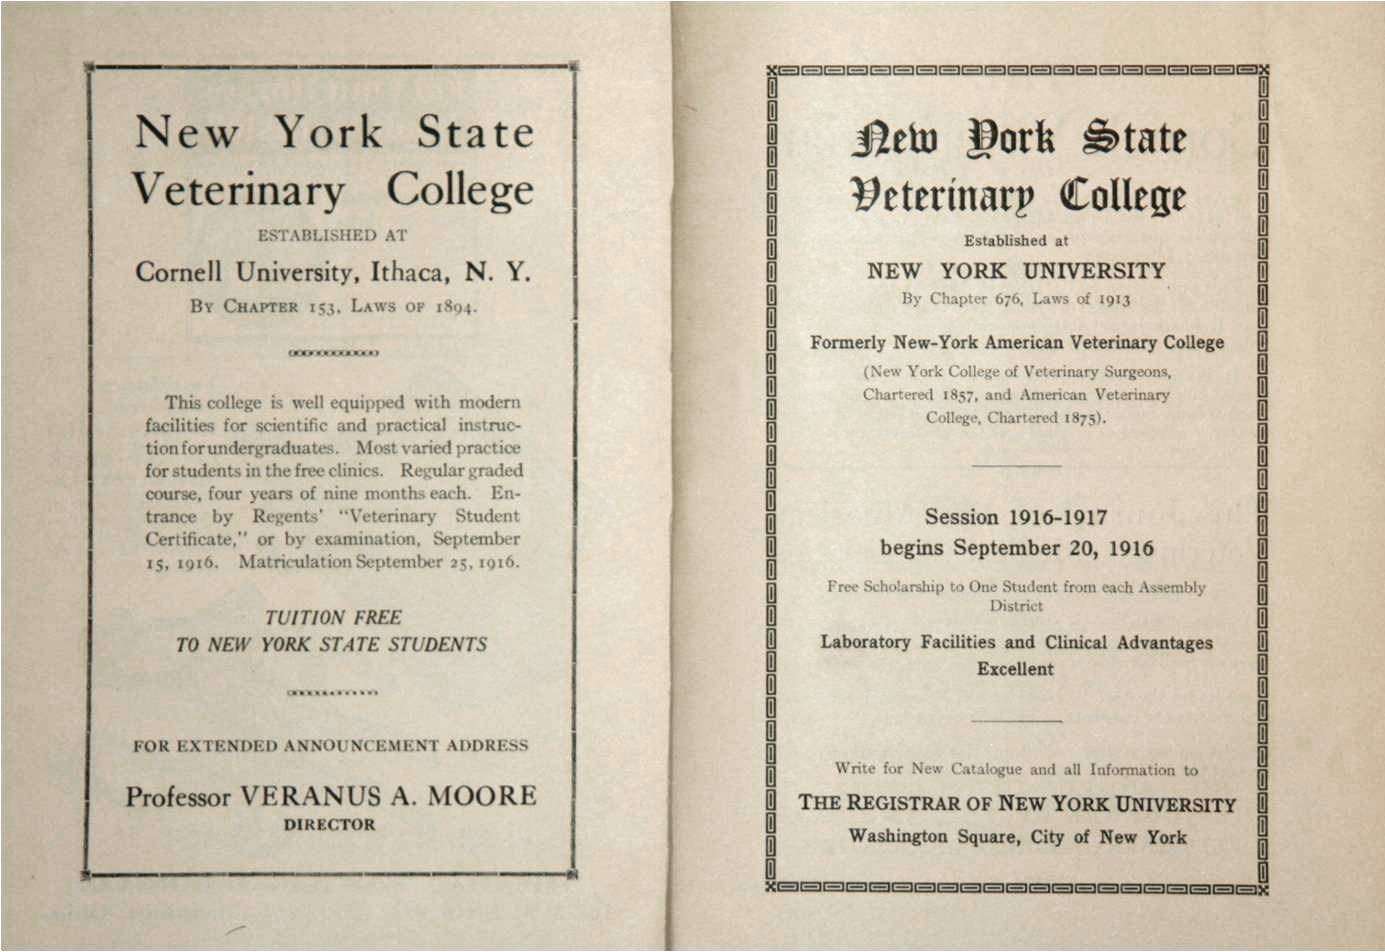 New York State
Veterinary College
ESTABLISHED AT
Cornell University, Ithaca, N. Y.
BY CHAPTER 153, LAWS OF 1894.
This college is well equipped with modern
facilities for scientific and practical instruc-
tion for undergraduates. Most varied practice
for students in the free clinics. Regular graded
course, four years of nine months each. En-
trance by Regents' "Veterinary Student
Certificate," or by examination, September
15, 1916. Matriculation September 25, 1916.
TUITION FREE
TO NEW YORK STATE STUDENTS
FOR EXTENDED ANNOUNCEMENT ADDRESS
Professor VERANUS A. MOORE
DIRECTOR
New York State
Veterinary College
Established at
NEW YORK UNIVERSITY
By Chapter 676, Laws of 1913
Formerly New-York American Veterinary College
(New York College of Veterinary Surgeons,
Chartered 1857, and American Veterinary
College, Chartered 1875).
Session 1916-1917
begins September 20, 1916
Free Scholarship to One Student from each Assembly
District
Laboratory Facilities and Clinical Advantages
Excellent
Write for New Catalogue and all Information to
THE REGISTRAR OF NEW YORK UNIVERSITY
Washington Square, City of New York